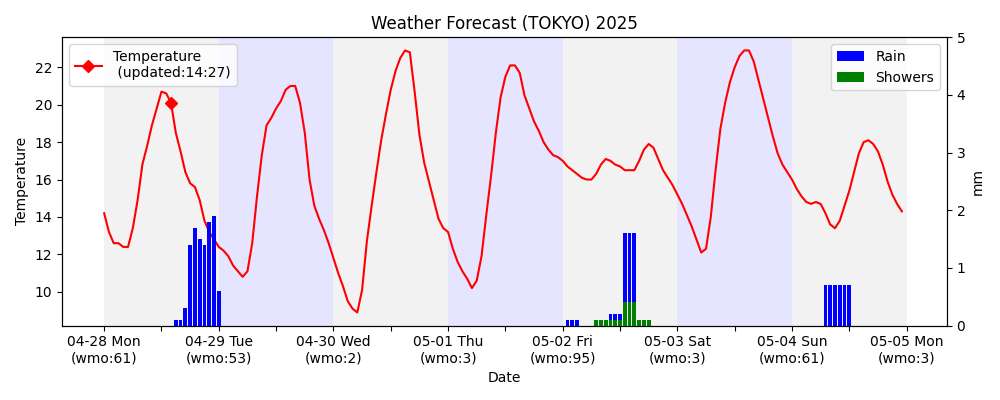 Weather Forecast (TOKYO) 2025
Temperature
(updated:14:27)
Rain
Showers
Temperature
22
20
18
16
14
12
10
5
4
3
2
1
0
mm
04-28 Mon
(wmo:61)
04-29 Tue
(wmo:53)
04-30 Wed
(wmo:2)
05-01 Thu
(wmo:3)
05-02 Fri
(wmo:95)
05-03 Sat
(wmo:3)
05-04 Sun
(wmo:61)
05-05 Mon
(wmo:3)
Date